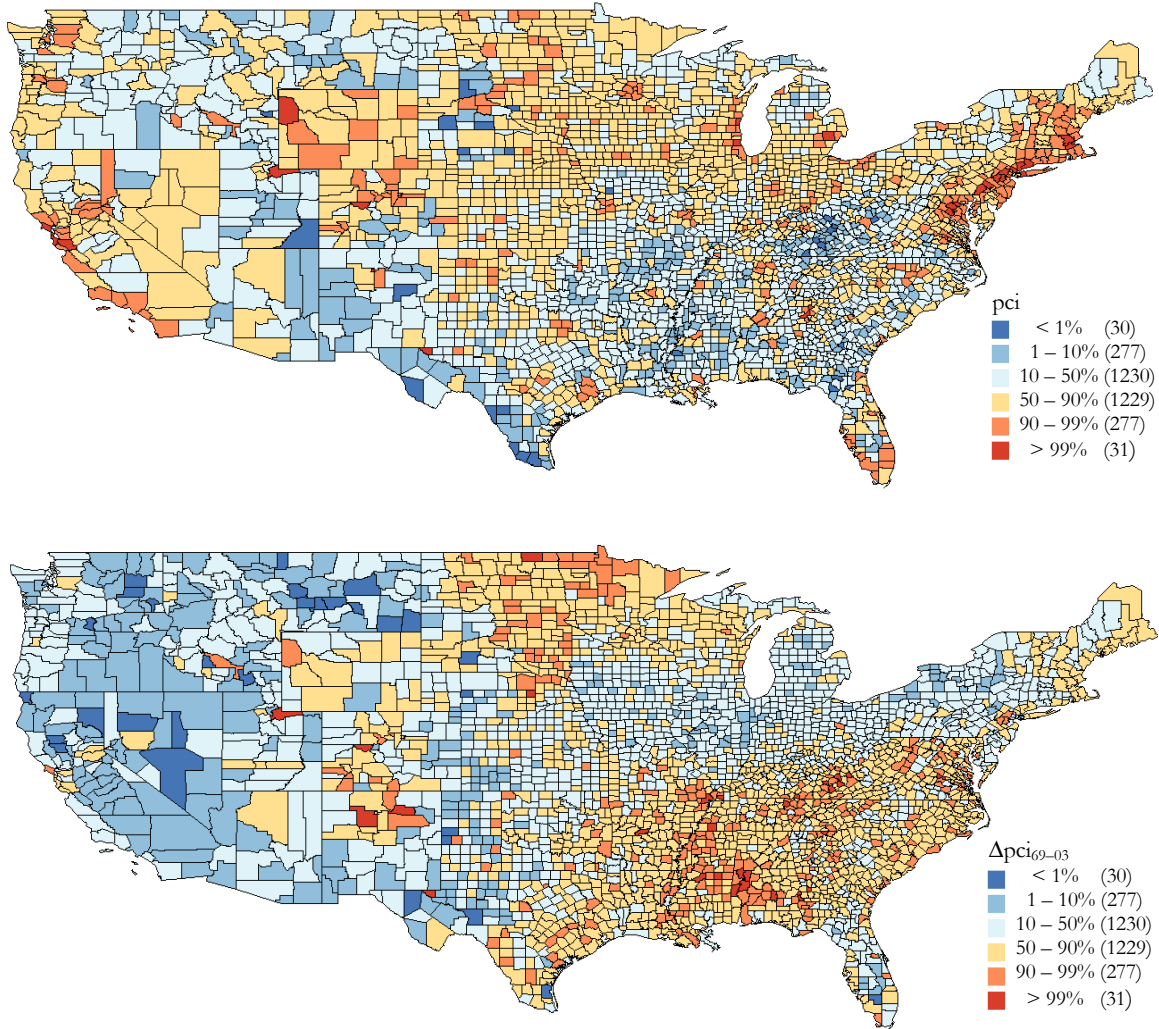 pci
< 1% (30)
1 – 10% (277)
10 – 50% (1230)
50 – 90% (1229)
90 – 99% (277)
> 99% (31)
Δpci69–03
< 1% (30)
1 – 10% (277)
10 – 50% (1230)
50 – 90% (1229)
90 – 99% (277)
> 99% (31)